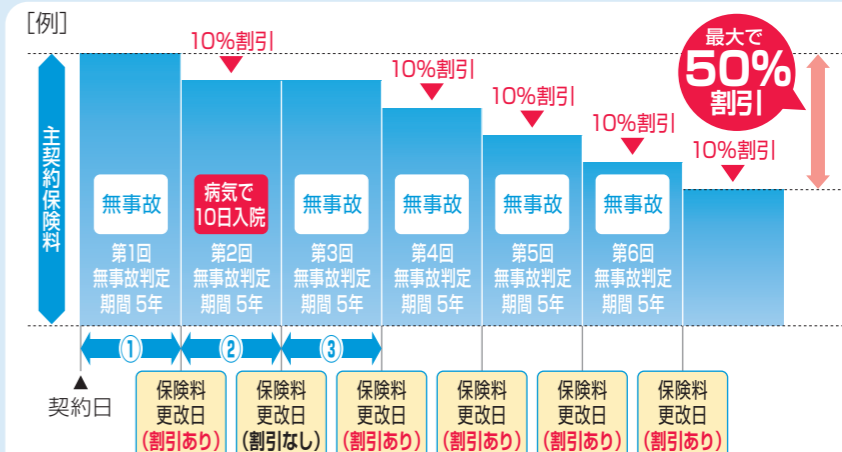 [例]
10%割引
10%割引
10%割引
10%割引
10%割引
最大で
50%
割引
主契約保険料
無事故
病気で
10日入院
無事故
無事故
無事故
無事故
第1回
無事故判定
期間 5年
第2回
無事故判定
期間 5年
第3回
無事故判定
期間 5年
第4回
無事故判定
期間 5年
第5回
無事故判定
期間 5年
第6回
無事故判定
期間 5年
①
②
③
▲
契約日
保険料
更改日
(割引あり)
保険料
更改日
(割引なし)
保険料
更改日
(割引あり)
保険料
更改日
(割引あり)
保険料
更改日
(割引あり)
保険料
更改日
(割引あり)